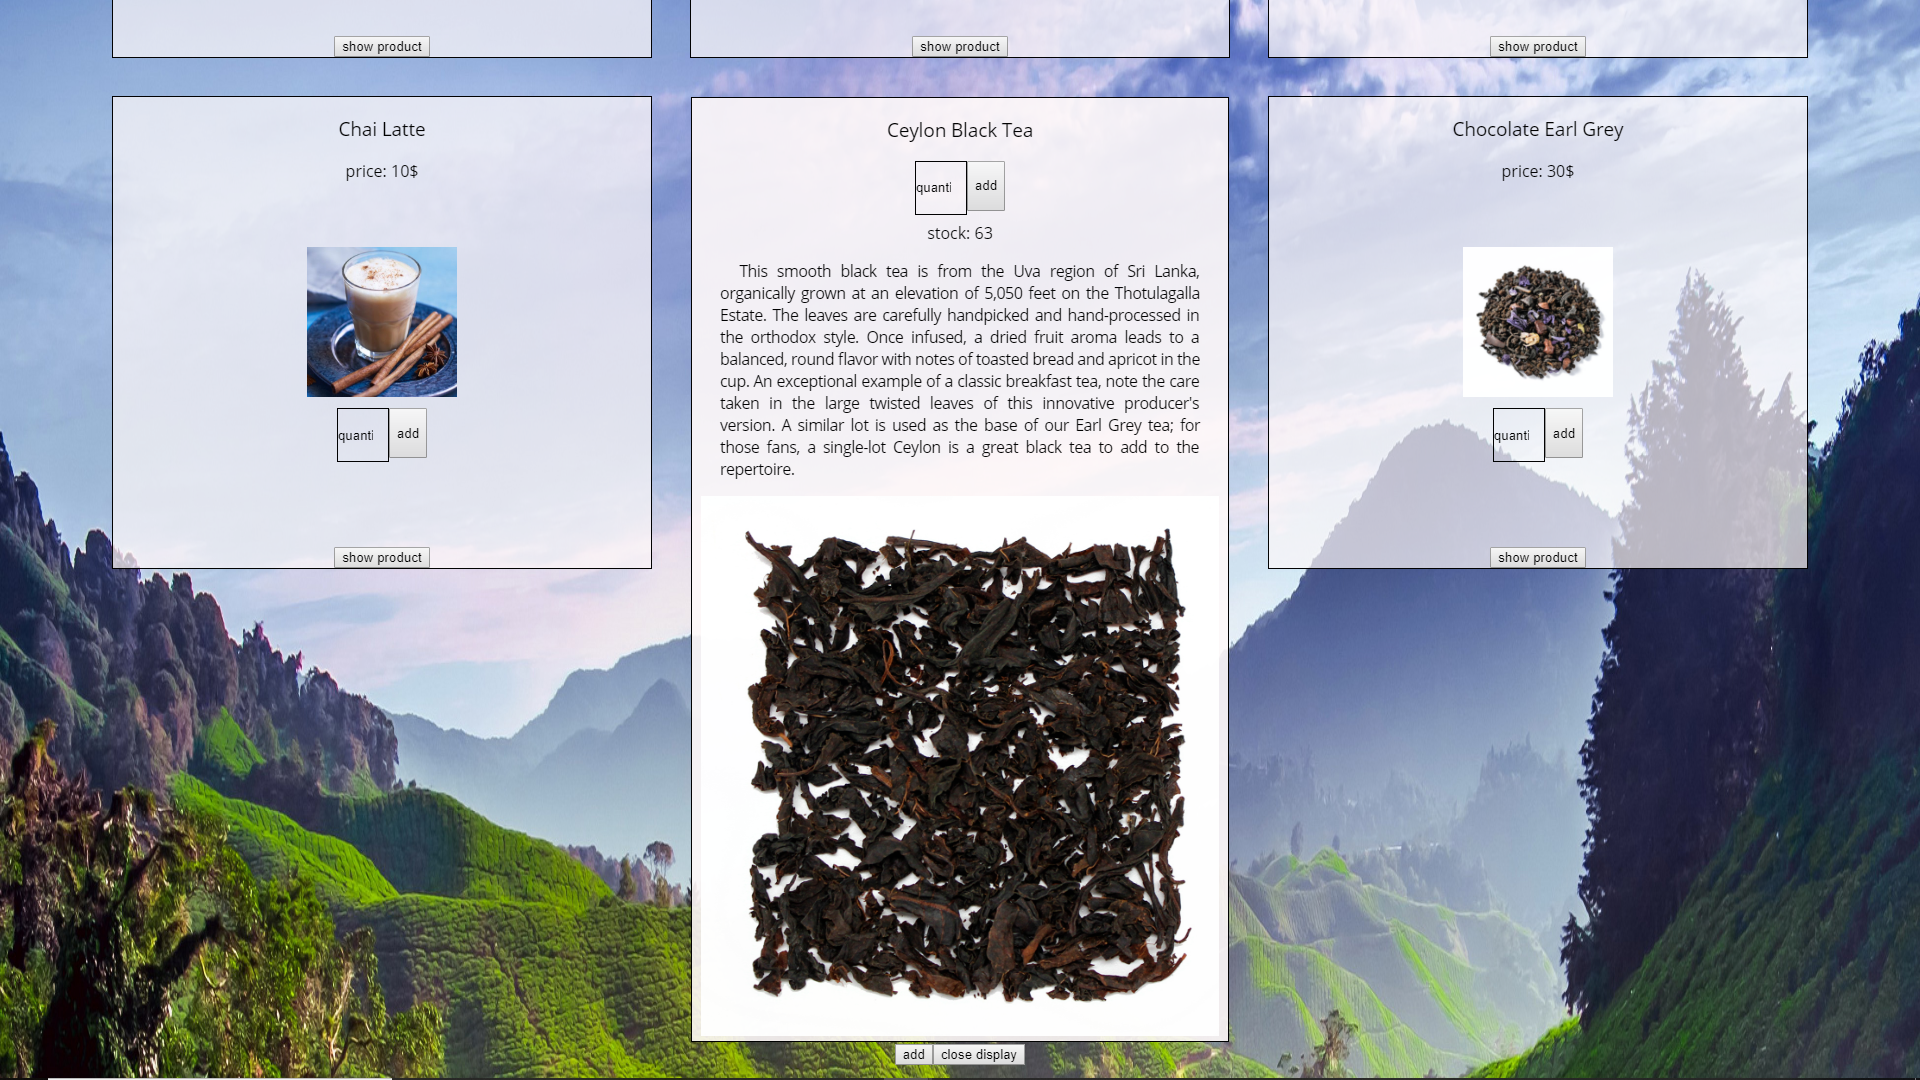 show product
show product
show product
Chai Latte
price: 10$
quanti
add
show product
Ceylon Black Tea
quanti
add
stock: 63
This smooth black tea is from the Uva region of Sri Lanka,
organically grown at an elevation of 5,050 feet on the Thotulagalla
Estate. The leaves are carefully handpicked and hand-processed in
the orthodox style. Once infused, a dried fruit aroma leads to a
balanced, round flavor with notes of toasted bread and apricot in the
cup. An exceptional example of a classic breakfast tea, note the care
taken in the large twisted leaves of this innovative producer's
version. A similar lot is used as the base of our Earl Grey tea; for
those fans, a single-lot Ceylon is a great black tea to add to the
repertoire.
add
close display
Chocolate Earl Grey
price: 30$
quanti
add
show product